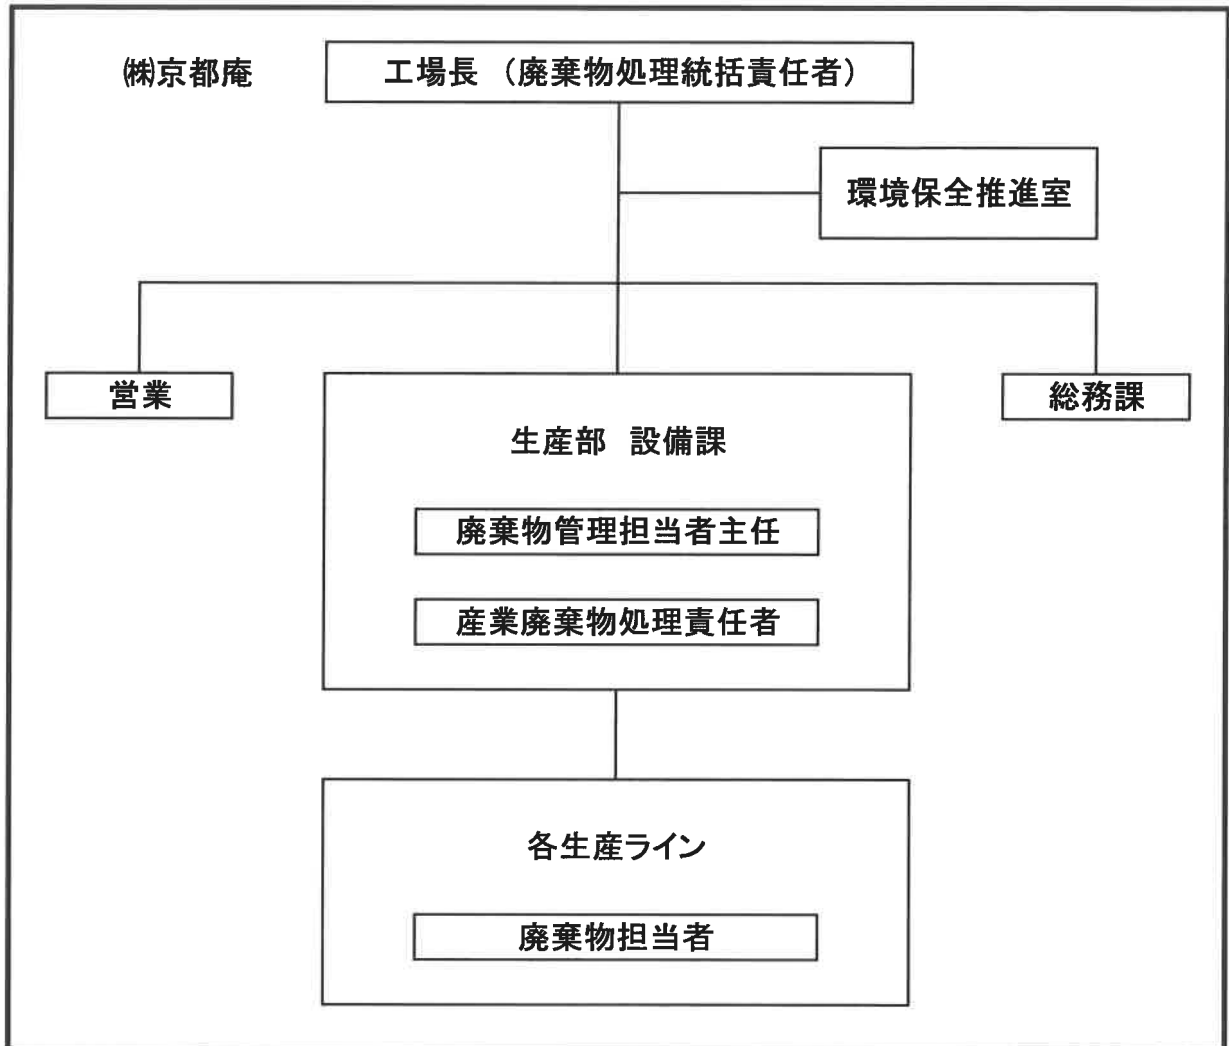 ㈱京都庵
工場長 （廃棄物処理統括責任者）
環境保全推進室
営業
総務課
生産部 設備課
廃棄物管理担当者主任
産業廃棄物処理責任者
各生産ライン
廃棄物担当者